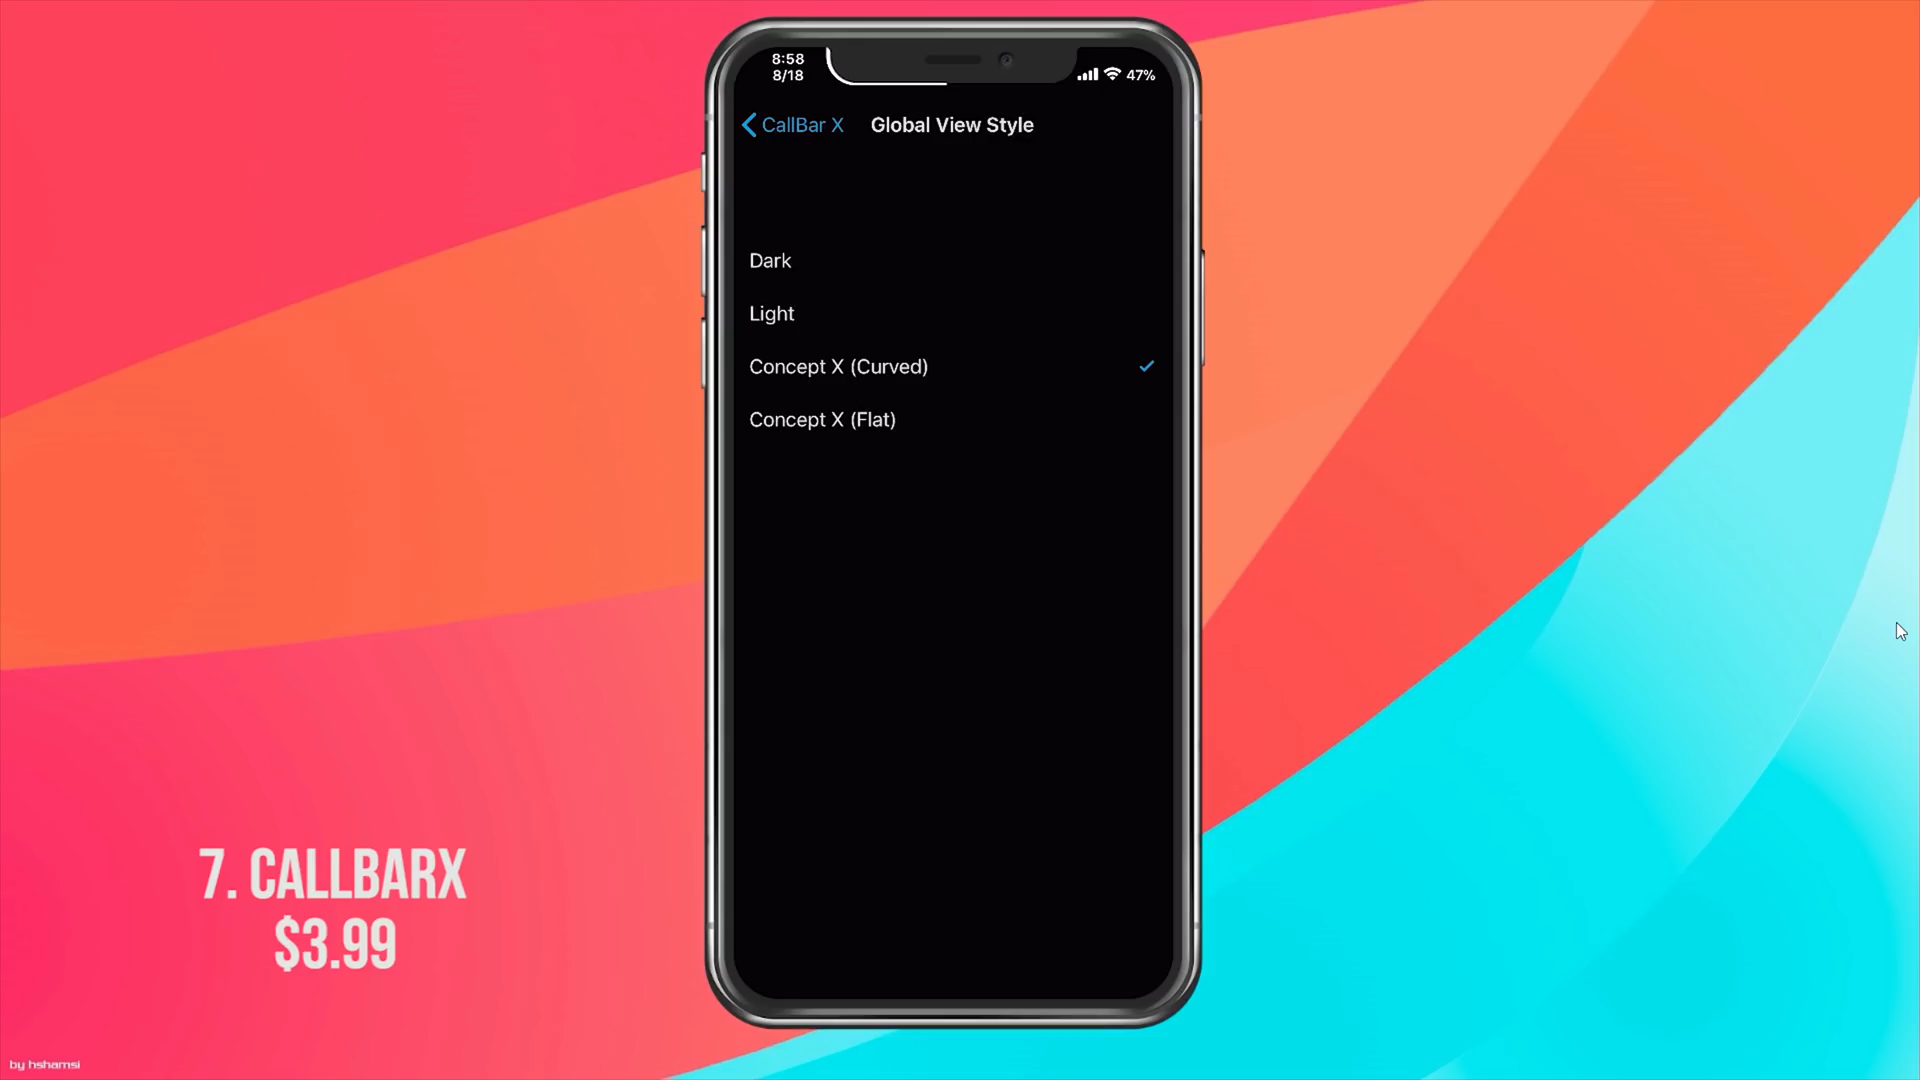 8:58
8/18
47%
CallBar X
Global View Style
Dark
Light
Concept X (Curved)
Concept X (Flat)
7. CALLBARX
$3.99
by hshamsi